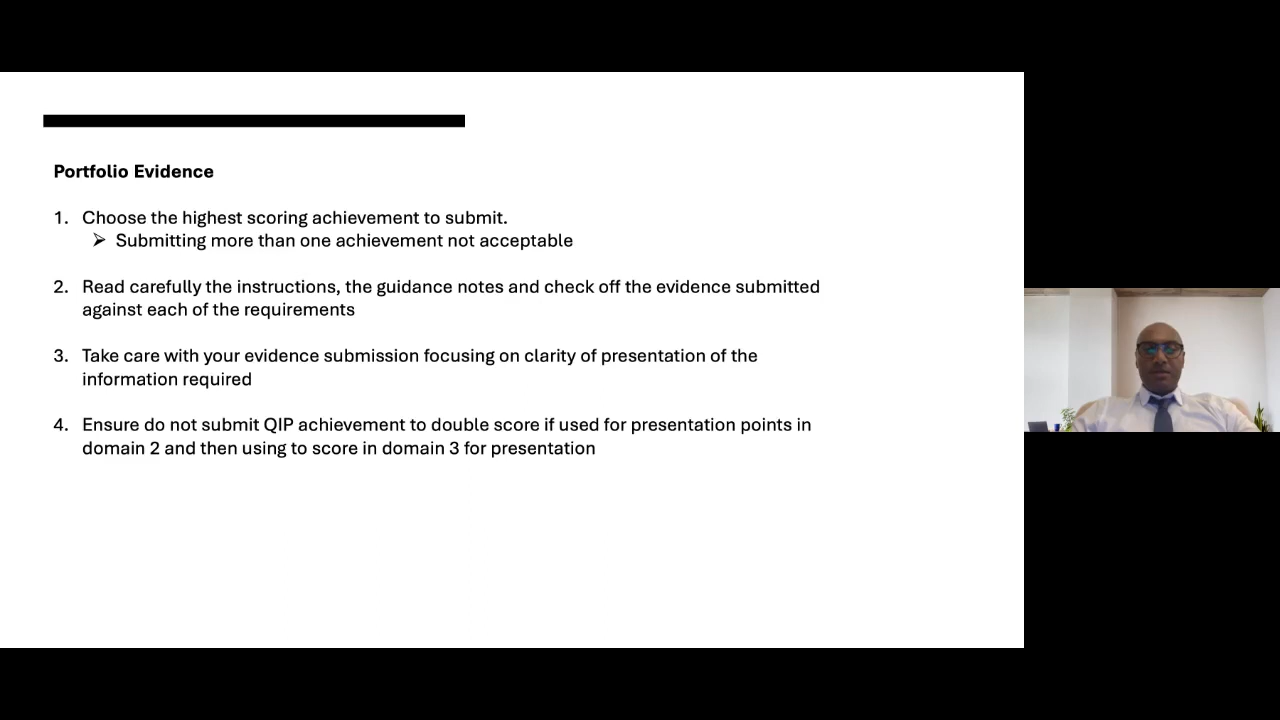 Portfolio Evidence
1. Choose the highest scoring achievement to submit.
➢ Submitting more than one achievement not acceptable
2. Read carefully the instructions, the guidance notes and check off the evidence submitted
against each of the requirements
3. Take care with your evidence submission focusing on clarity of presentation of the
information required
4. Ensure do not submit QIP achievement to double score if used for presentation points in
domain 2 and then using to score in domain 3 for presentation